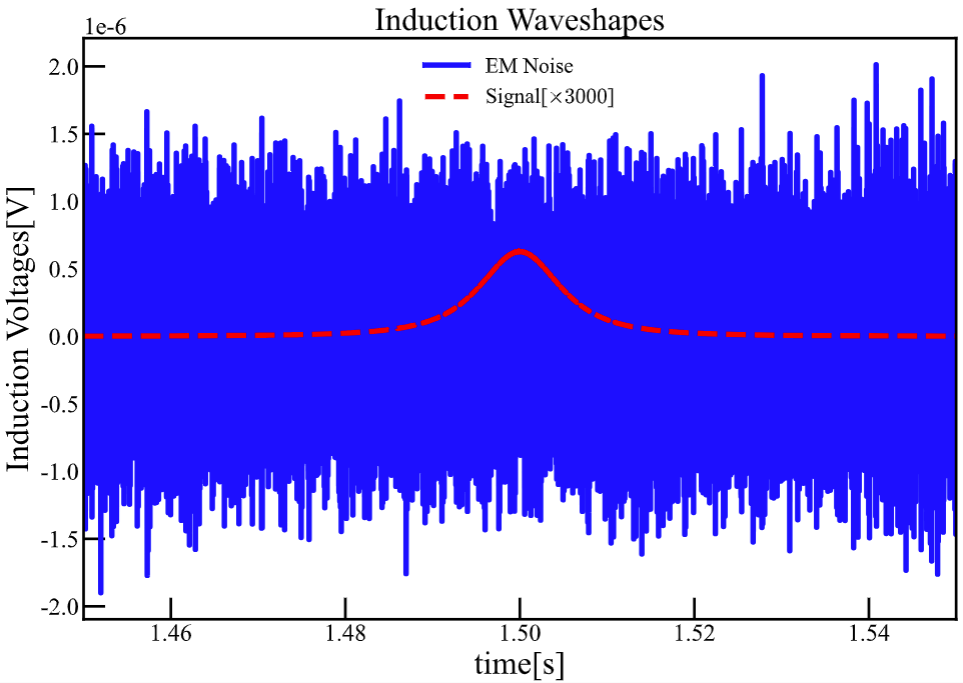 Induction Waveshapes
1e-6
EM Noise
Signal[×3000]
Induction Voltages[V]
2.0
1.5
1.0
0.5
0.0
-0.5
-1.0
-1.5
-2.0
1.46 1.48 1.50 1.52 1.54
time[s]